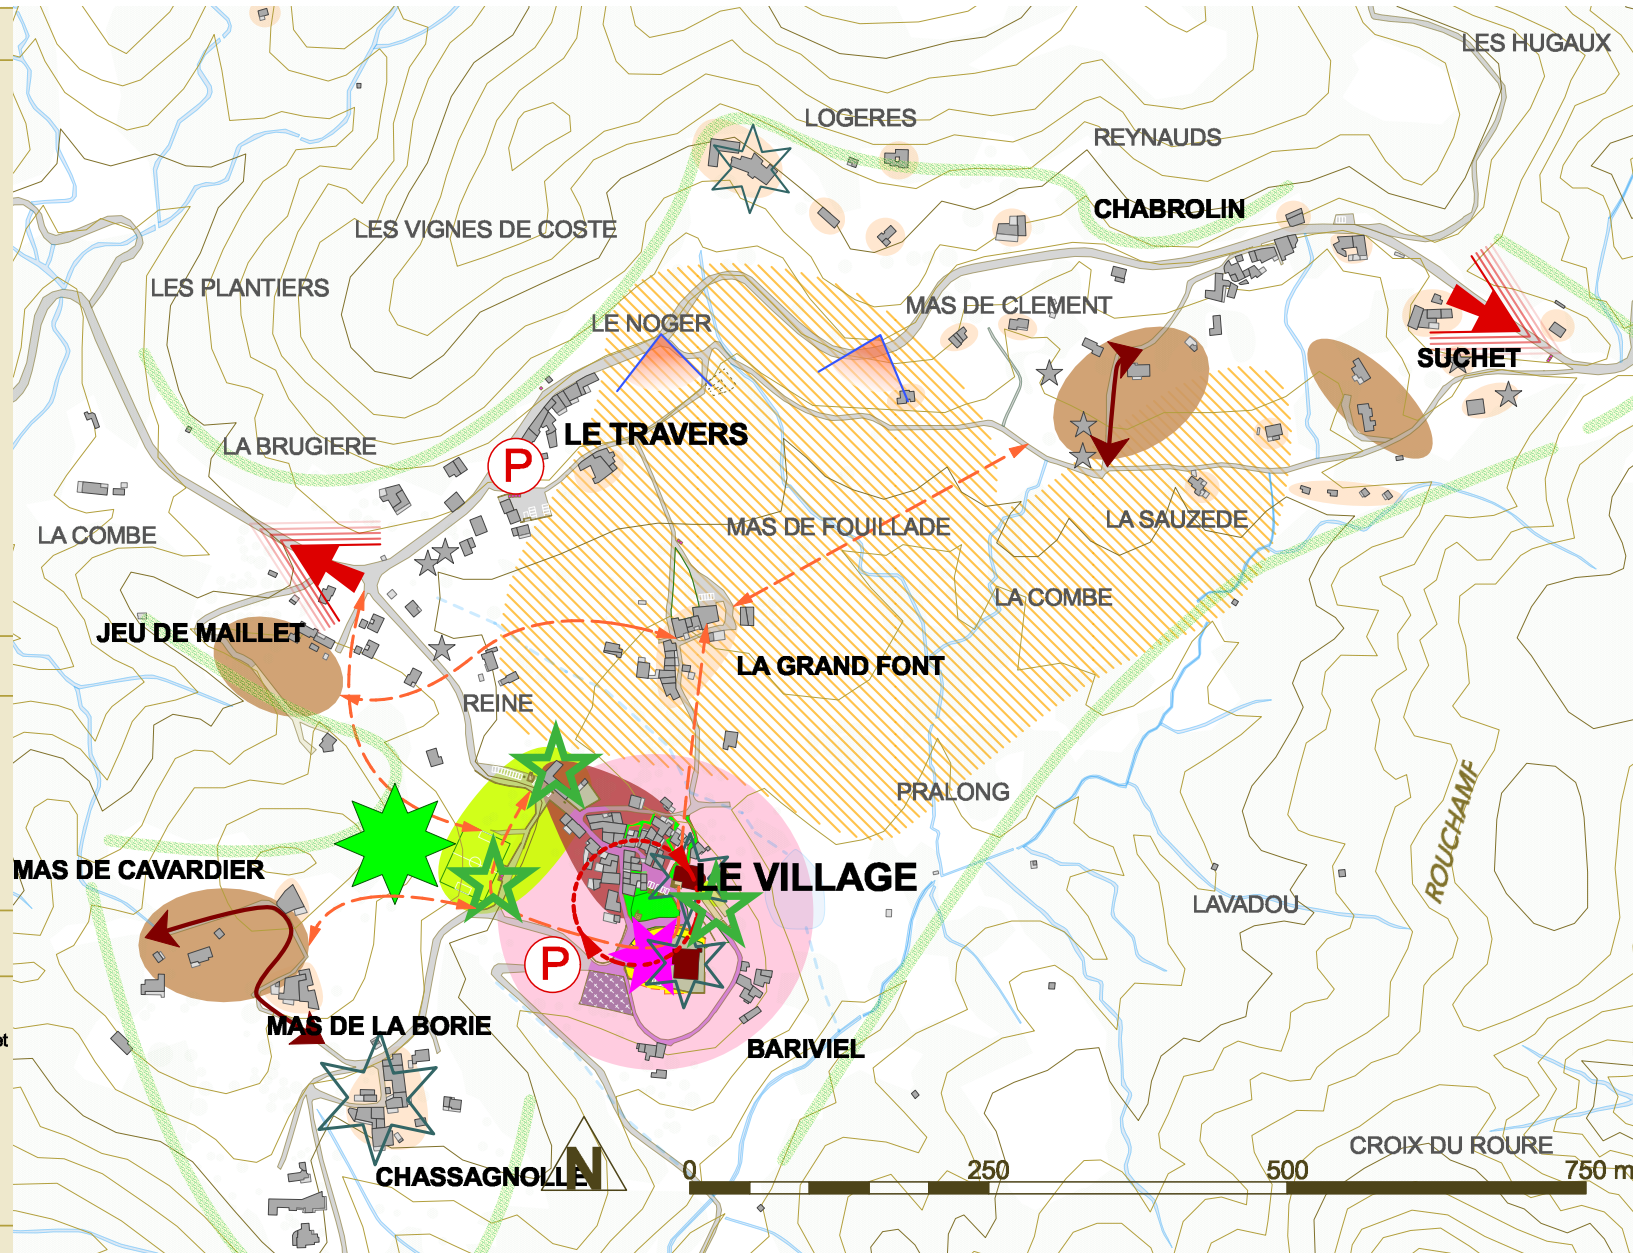 LES HUGAUX
LOGERES
REYNAUDS
CHABROLIN
LES VIGNES DE COSTE
LES PLANTIERS
MAS DE CLEMENT
LE NOGER
SUCHET
LE TRAVERS
LA BRUGIERE
P
LA COMBE
MAS DE FOUILLADE
LA SAUZEDE
LA COMBE
JEU DE MAILLET
LA GRAND FONT
REINE
PRALONG
ROUCHAMP
MAS DE CAVARDIER
LE VILLAGE
LAVADOU
P
MAS DE LA BORIE
et
BARIVIEL
CROIX DU ROURE
CHASSAGNOLLE
N
0 250 500 750 m